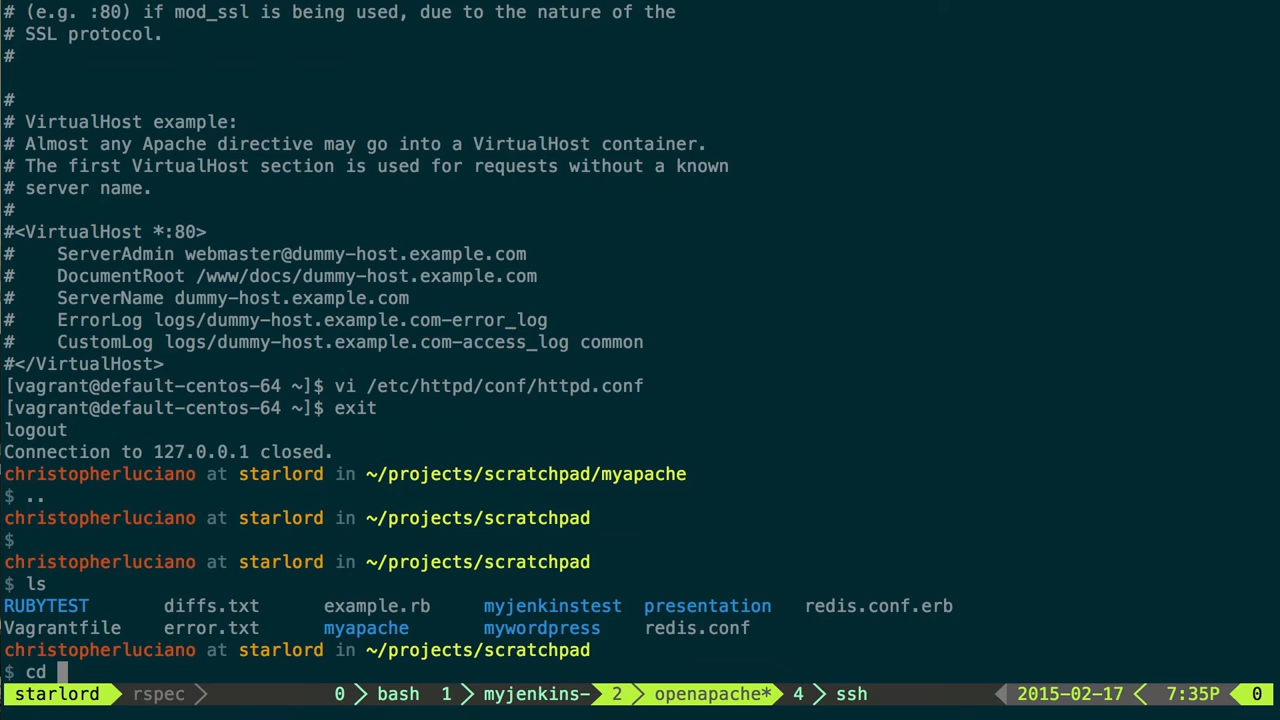 # (e.g. :80) if mod_ssl is being used, due to the nature of the
# SSL protocol.
#
#
# VirtualHost example:
# Almost any Apache directive may go into a VirtualHost container.
# The first VirtualHost section is used for requests without a known
# server name.
#
#<VirtualHost *:80>
#    ServerAdmin webmaster@dummy-host.example.com
#    DocumentRoot /www/docs/dummy-host.example.com
#    ServerName dummy-host.example.com
#    ErrorLog logs/dummy-host.example.com-error_log
#    CustomLog logs/dummy-host.example.com-access_log common
#</VirtualHost>
[vagrant@default-centos-64 ~]$ vi /etc/httpd/conf/httpd.conf
[vagrant@default-centos-64 ~]$ exit
logout
Connection to 127.0.0.1 closed.
christopherluciano at starlord in ~/projects/scratchpad/myapache
$ ..
christopherluciano at starlord in ~/projects/scratchpad
$
christopherluciano at starlord in ~/projects/scratchpad
$ ls
RUBYTEST       diffs.txt      example.rb     myjenkinstest  presentation   redis.conf.erb
Vagrantfile    error.txt      myapache       mywordpress    redis.conf
christopherluciano at starlord in ~/projects/scratchpad
$ cd
starlord rspec 0 bash 1 myjenkins- 2 openapache* 4 ssh 2015-02-17 7:35P 0